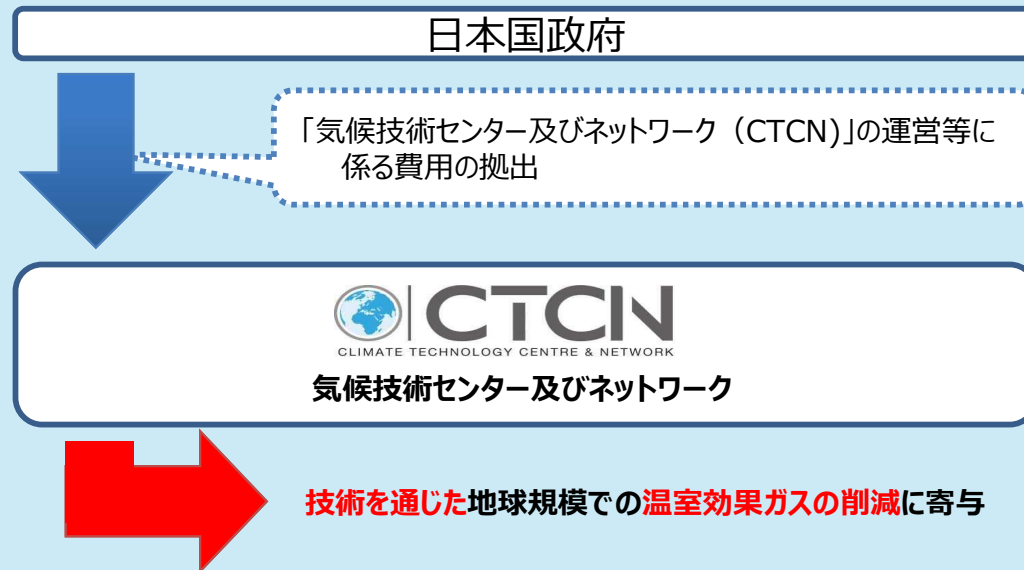 日本国政府
「気候技術センター及びネットワーク（CTCN)」の運営等に
係る費用の拠出
CTCN
CLIMATE TECHNOLOGY CENTRE & NETWORK
気候技術センター及びネットワーク
技術を通じた地球規模での温室効果ガスの削減に寄与